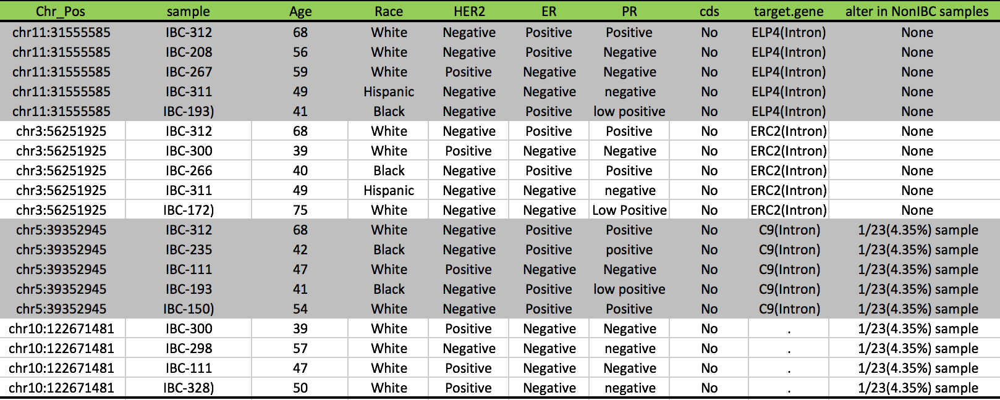 Chr_Pos sample Age Race HER2 ER PR cds target.gene alter in NonIBC samples
chr11:31555585 IBC-312 68 White Negative Positive Positive No ELP4(Intron) None
chr11:31555585 IBC-208 56 White Negative Positive Negative No ELP4(Intron) None
chr11:31555585 IBC-267 59 White Positive Negative Negative No ELP4(Intron) None
chr11:31555585 IBC-311 49 Hispanic Negative Negative negative No ELP4(Intron) None
chr11:31555585 IBC-193) 41 Black Negative Positive low positive No ELP4(Intron) None
chr3:56251925 IBC-312 68 White Negative Positive Positive No ERC2(Intron) None
chr3:56251925 IBC-300 39 White Positive Negative Negative No ERC2(Intron) None
chr3:56251925 IBC-266 40 Black Negative Positive Positive No ERC2(Intron) None
chr3:56251925 IBC-311 49 Hispanic Negative Negative negative No ERC2(Intron) None
chr3:56251925 IBC-172) 75 White Negative Negative Low Positive No ERC2(Intron) None
chr5:39352945 IBC-312 68 White Negative Positive Positive No C9(Intron) 1/23(4.35%) sample
chr5:39352945 IBC-235 42 Black Negative Positive positive No C9(Intron) 1/23(4.35%) sample
chr5:39352945 IBC-111 47 White Positive Negative Negative No C9(Intron) 1/23(4.35%) sample
chr5:39352945 IBC-193 41 Black Negative Positive low positive No C9(Intron) 1/23(4.35%) sample
chr5:39352945 IBC-150) 54 White Negative Positive Positive No C9(Intron) 1/23(4.35%) sample
chr10:122671481 IBC-300 39 White Positive Negative Negative No . 1/23(4.35%) sample
chr10:122671481 IBC-298 57 White Negative Negative negative No . 1/23(4.35%) sample
chr10:122671481 IBC-111 47 White Positive Negative Negative No . 1/23(4.35%) sample
chr10:122671481 IBC-328) 50 White Positive Negative negative No . 1/23(4.35%) sample